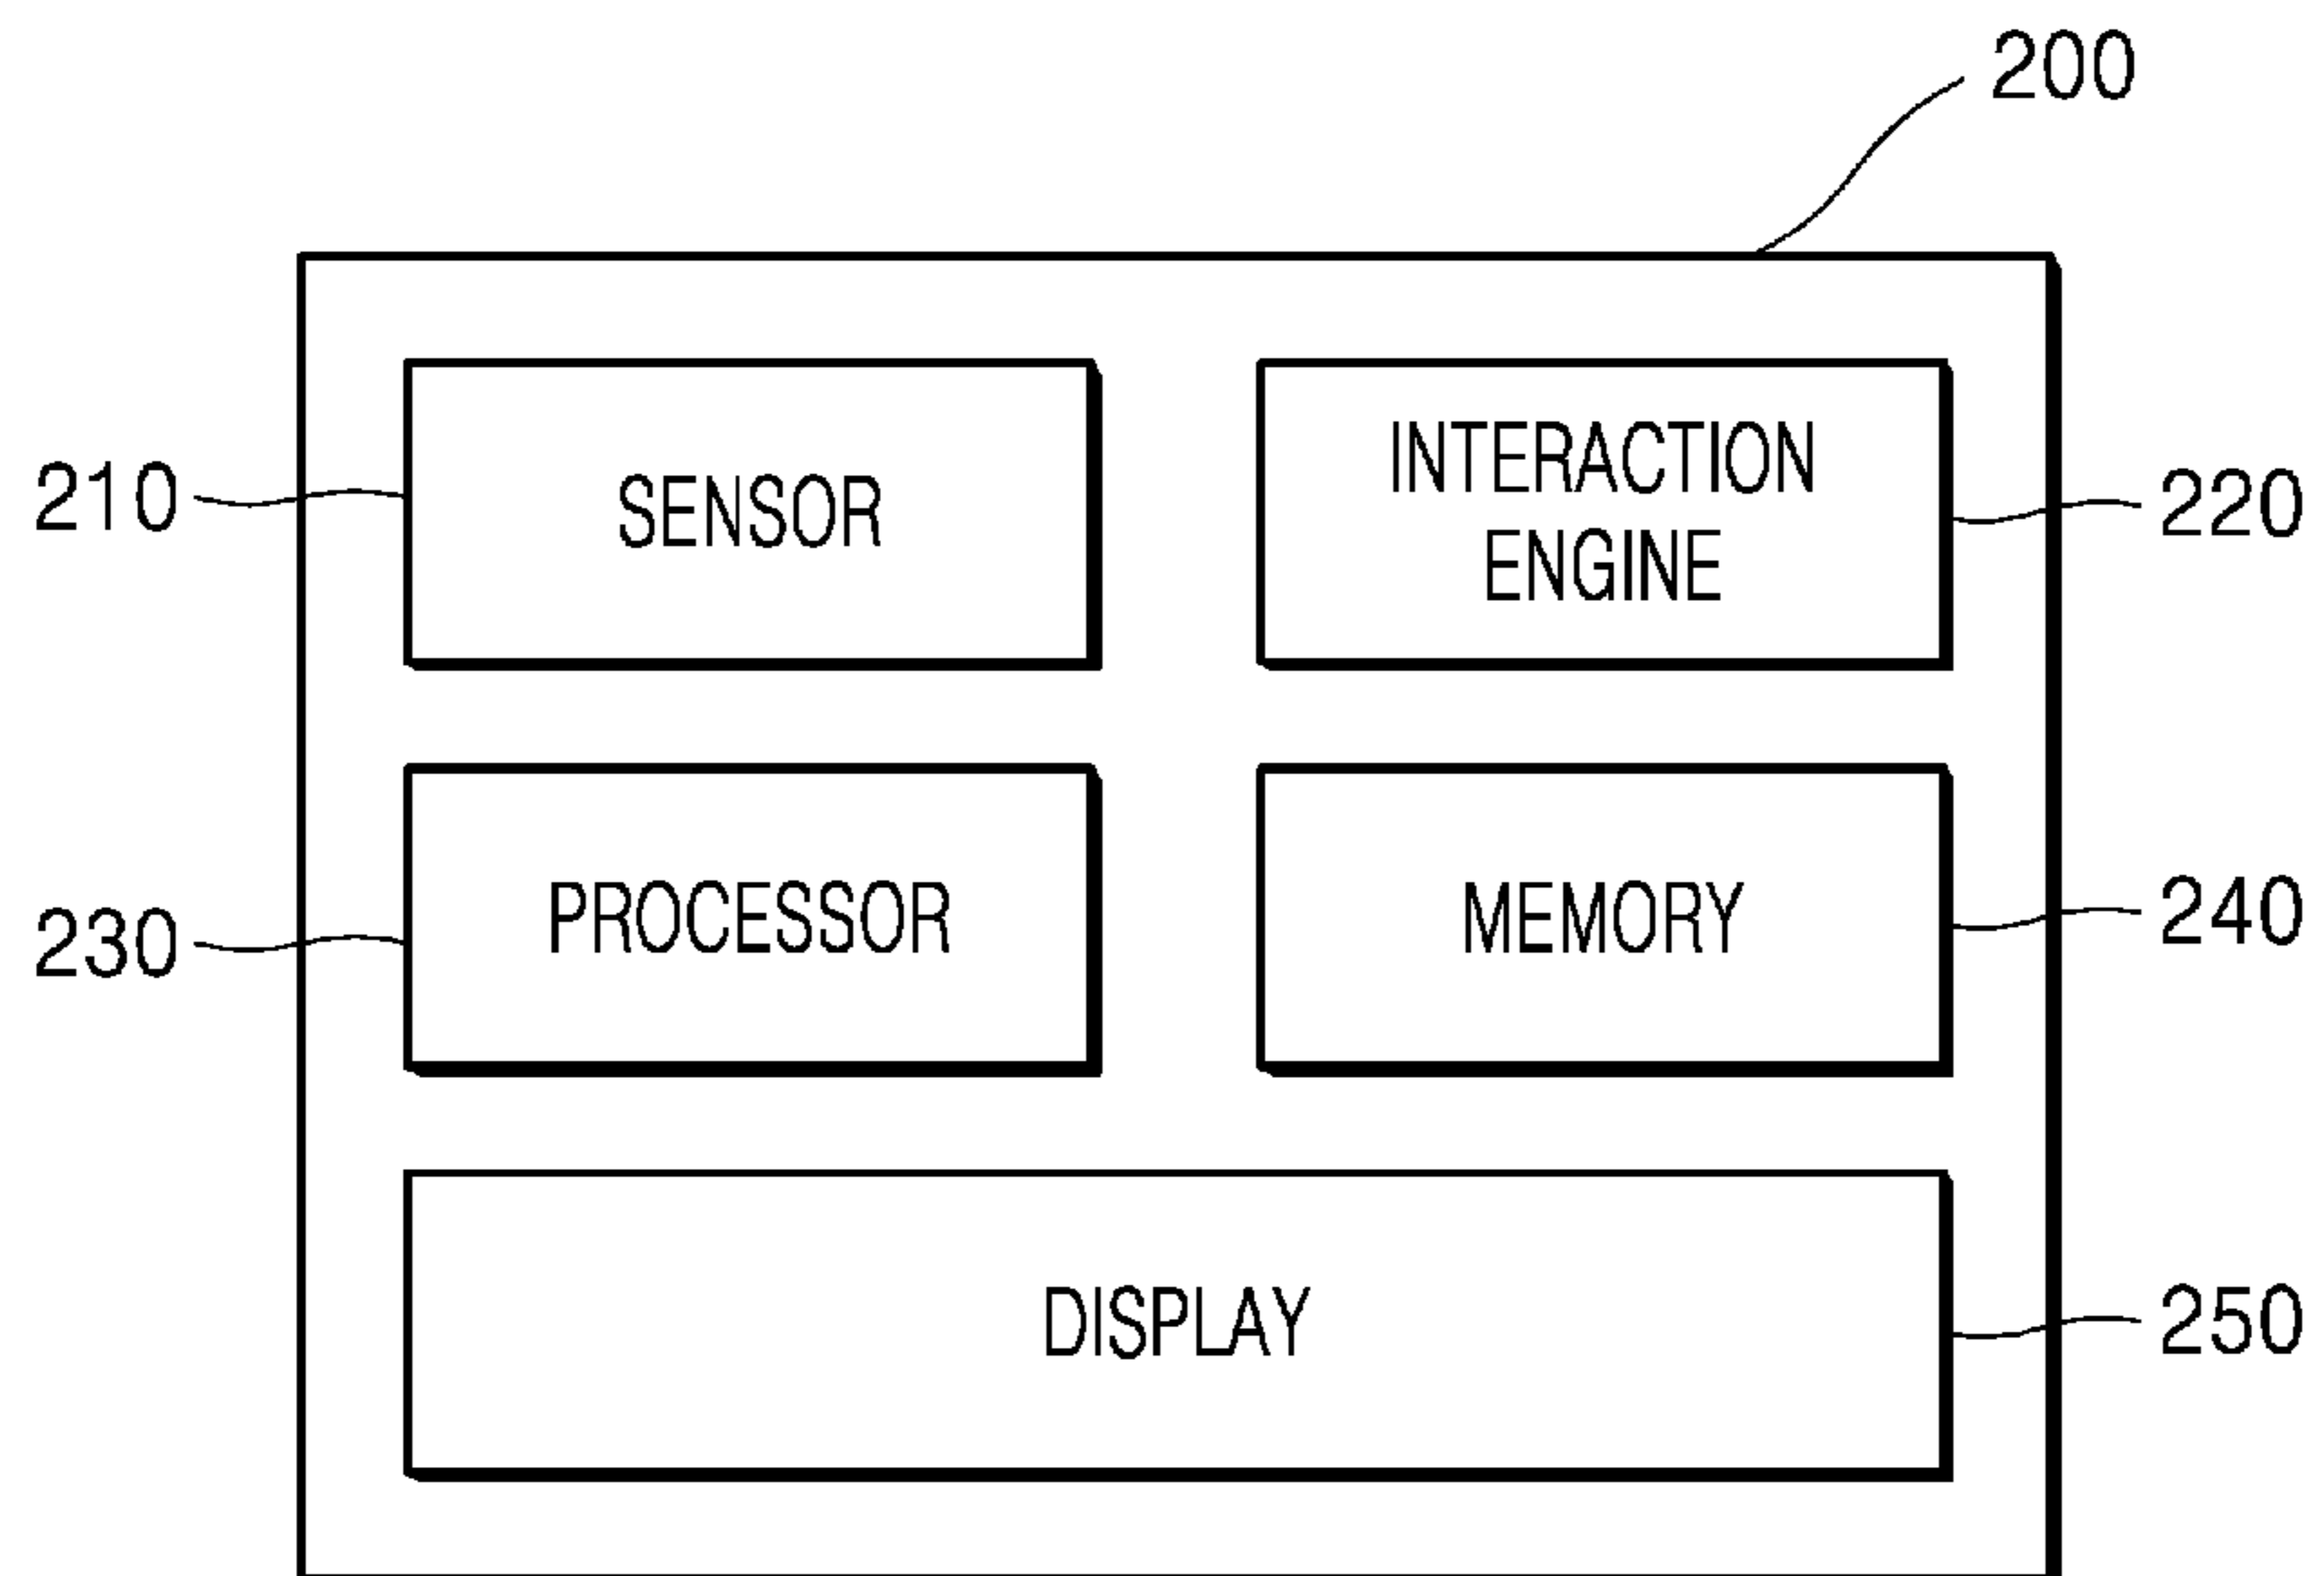 200
210
SENSOR
INTERACTION
ENGINE
220
230
PROCESSOR
MEMORY
240
DISPLAY
250